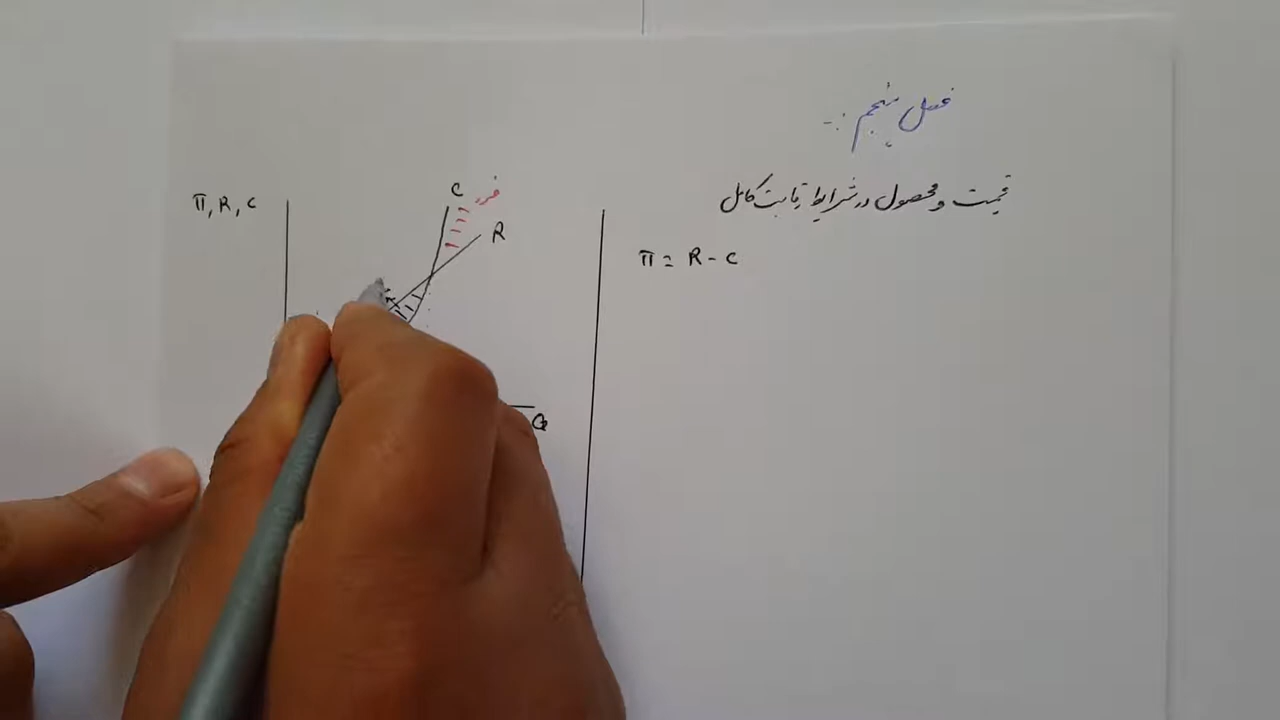 فصل پنجم :-
قیمت و محصول در شرایط رقابت کامل
π = R - C
π, R, C
C
ضرر
R
Q